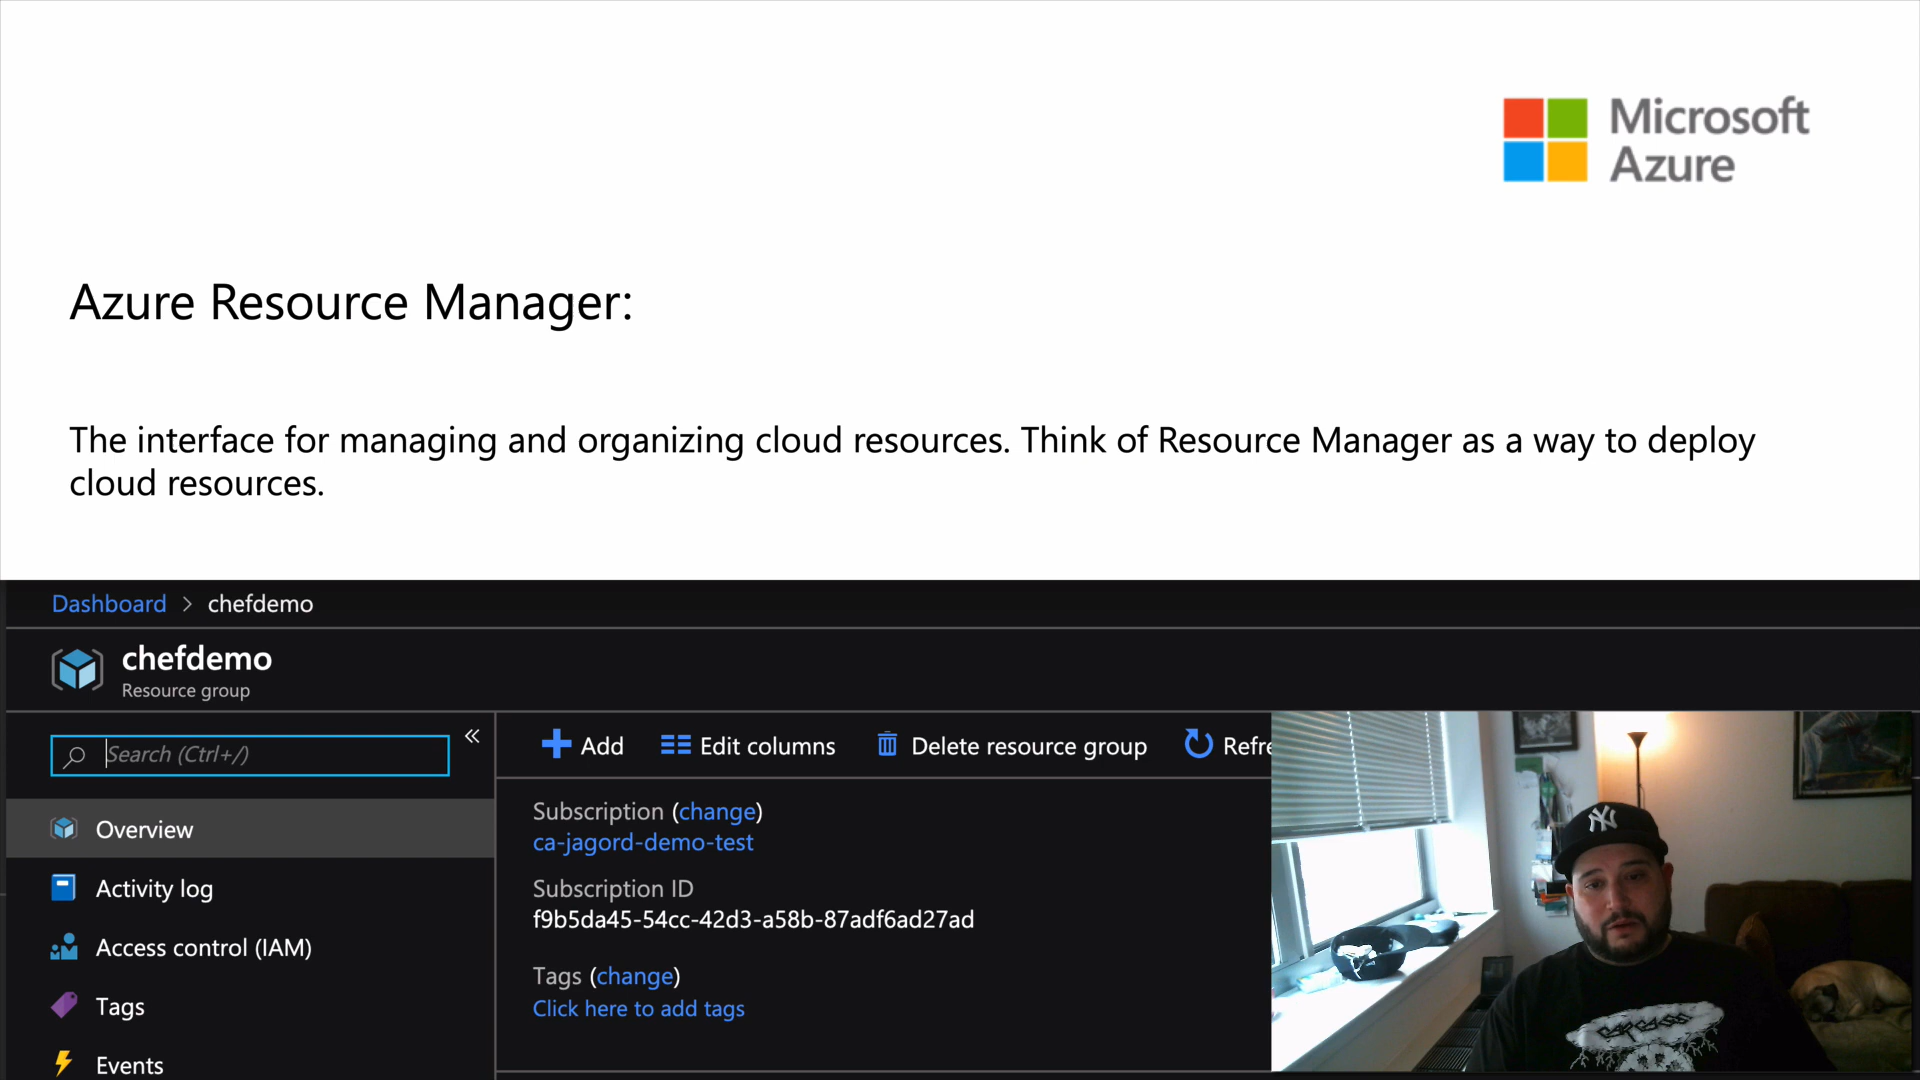 Microsoft
Azure
Azure Resource Manager:
The interface for managing and organizing cloud resources. Think of Resource Manager as a way to deploy
cloud resources.
Dashboard > chefdemo
chefdemo
Resource group
Search (Ctrl+/)
«
Add
Edit columns
Delete resource group
Refre
Overview
Activity log
Access control (IAM)
Tags
Events
Subscription (change)
ca-jagord-demo-test
Subscription ID
f9b5da45-54cc-42d3-a58b-87adf6ad27ad
Tags (change)
Click here to add tags
NY
CARCASS